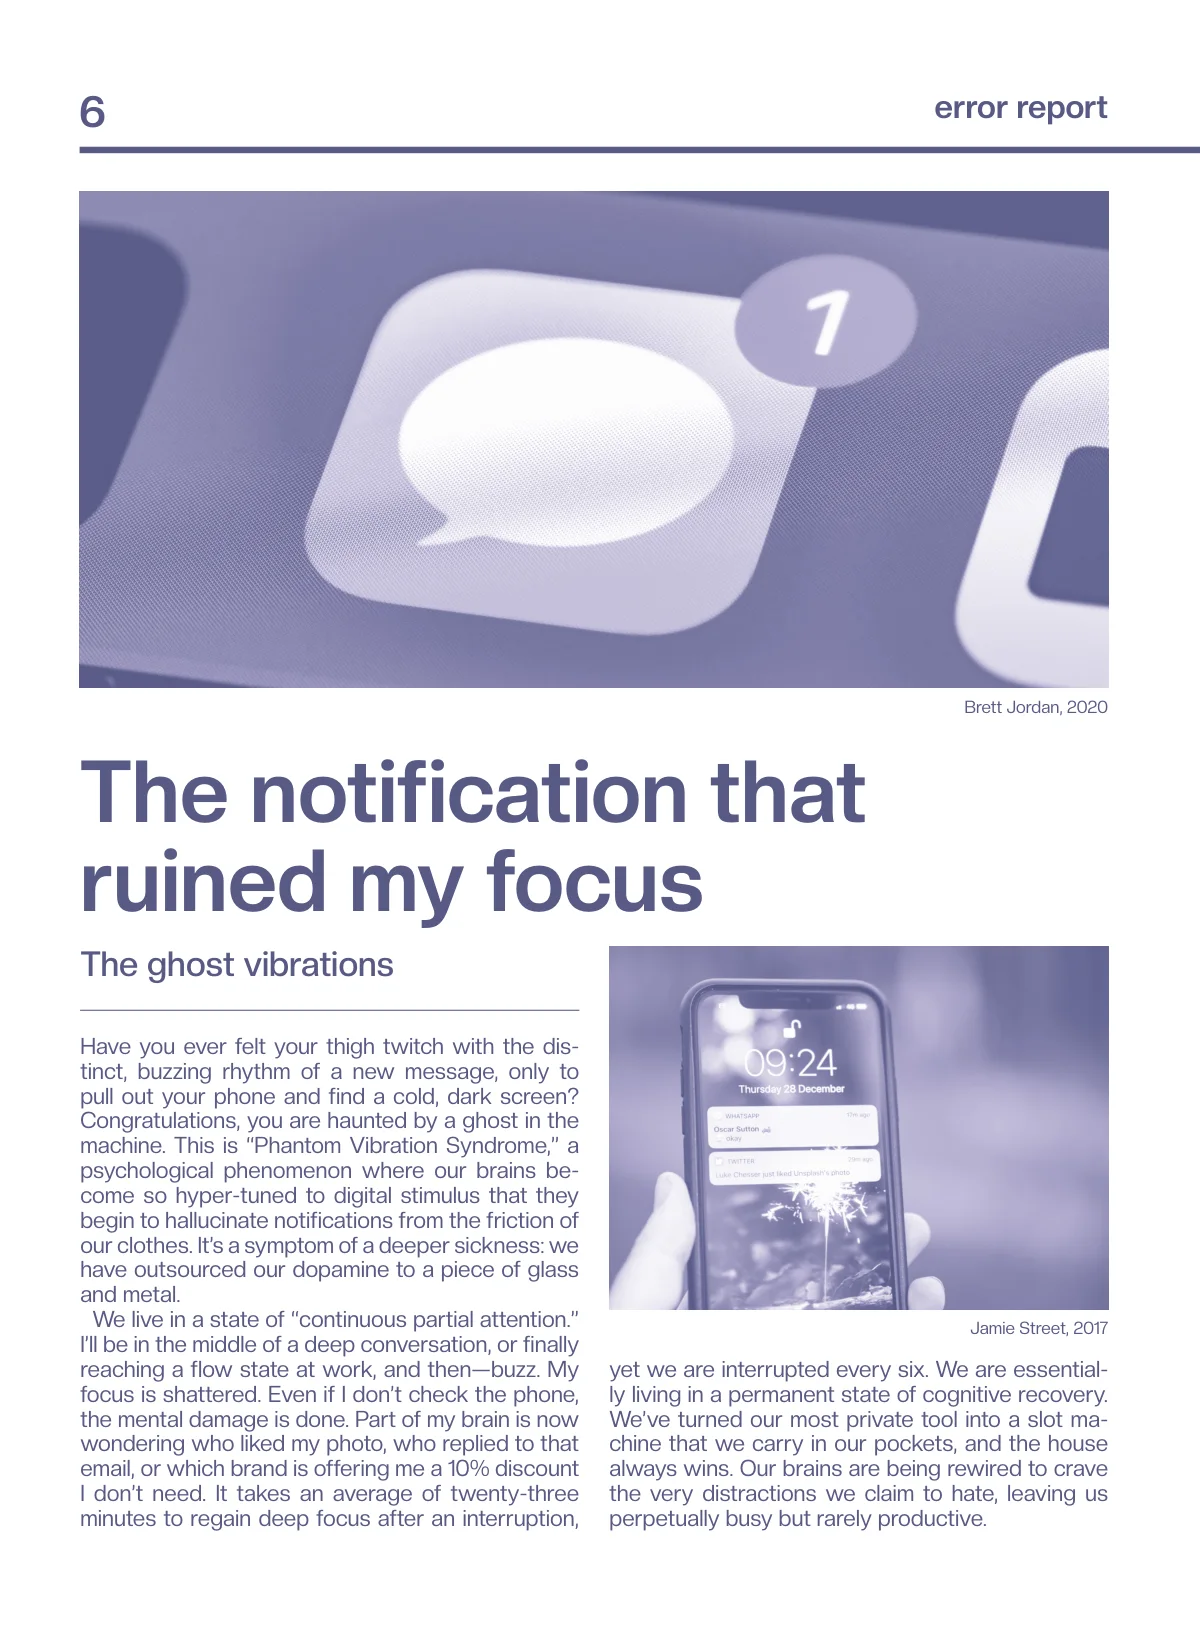 6
error report
1
Brett Jordan, 2020
The notification that
ruined my focus
The ghost vibrations
Have you ever felt your thigh twitch with the dis-
tinct, buzzing rhythm of a new message, only to
pull out your phone and find a cold, dark screen?
Congratulations, you are haunted by a ghost in the
machine. This is “Phantom Vibration Syndrome,” a
psychological phenomenon where our brains be-
come so hyper-tuned to digital stimulus that they
begin to hallucinate notifications from the friction of
our clothes. It’s a symptom of a deeper sickness: we
have outsourced our dopamine to a piece of glass
and metal.
We live in a state of “continuous partial attention.”
I’ll be in the middle of a deep conversation, or finally
reaching a flow state at work, and then—buzz. My
focus is shattered. Even if I don’t check the phone,
the mental damage is done. Part of my brain is now
wondering who liked my photo, who replied to that
email, or which brand is offering me a 10% discount
I don’t need. It takes an average of twenty-three
minutes to regain deep focus after an interruption,
09:24
Thursday 28 December
WHATSAPP 17m ago
Oscar Sutton
okay
TWITTER 29m ago
Luke Chesser just liked Unsplash's photo
Jamie Street, 2017
yet we are interrupted every six. We are essential-
ly living in a permanent state of cognitive recovery.
We’ve turned our most private tool into a slot ma-
chine that we carry in our pockets, and the house
always wins. Our brains are being rewired to crave
the very distractions we claim to hate, leaving us
perpetually busy but rarely productive.